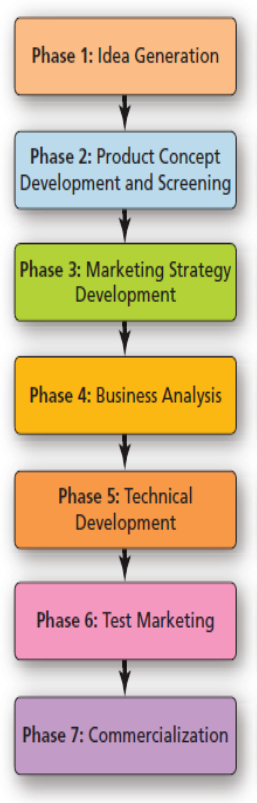 Phase 1: Idea Generation
Phase 2: Product Concept
Development and Screening
Phase 3: Marketing Strategy
Development
Phase 4: Business Analysis
Phase 5: Technical
Development
Phase 6: Test Marketing
Phase 7: Commercialization